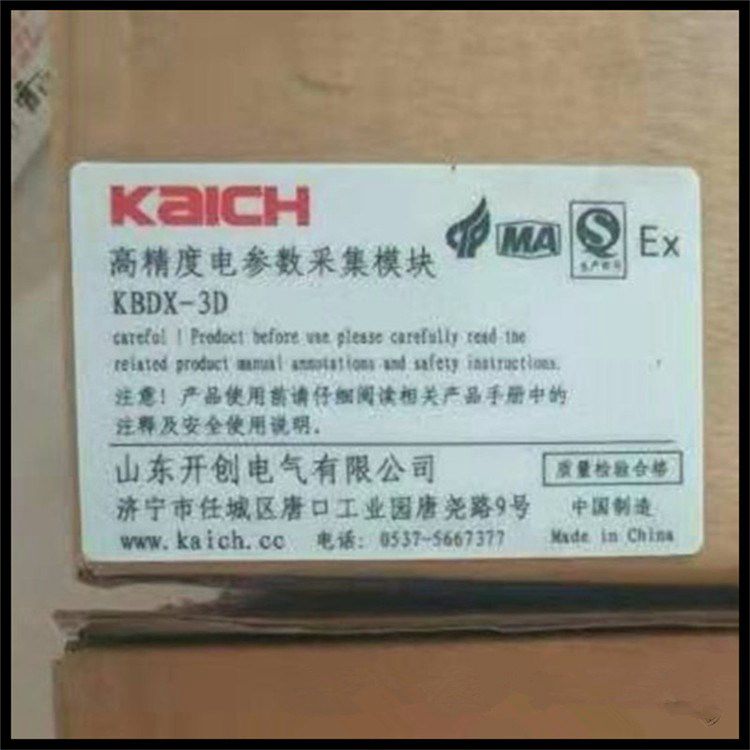 KaICH
MA
Ex
高精度电参数采集模块
KBDX-3D
careful ! Product before use please carefully read the
related product manual annotations and safety instructions.
注意！产品使用前请仔细阅读相关产品手册中的
注释及安全使用说明。
山东开创电气有限公司
质量检验合格
济宁市任城区唐口工业园唐尧路9号
中国制造
www.kaich.cc 电话: 0537-5667377
Made in China